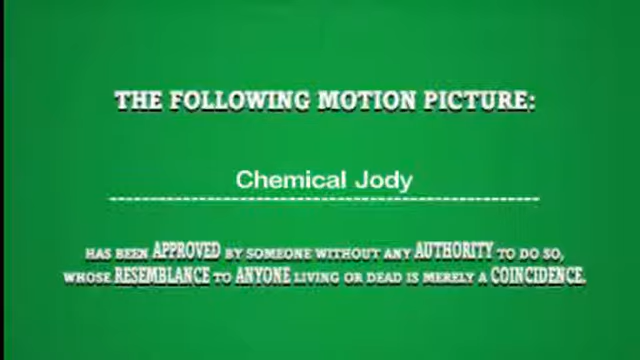 THE FOLLOWING MOTION PICTURE:
Chemical Jody
HAS BEEN APPROVED BY SOMEONE WITHOUT ANY AUTHORITY TO DO SO,
WHOSE RESEMBLANCE TO ANYONE LIVING OR DEAD IS MERELY A COINCIDENCE.